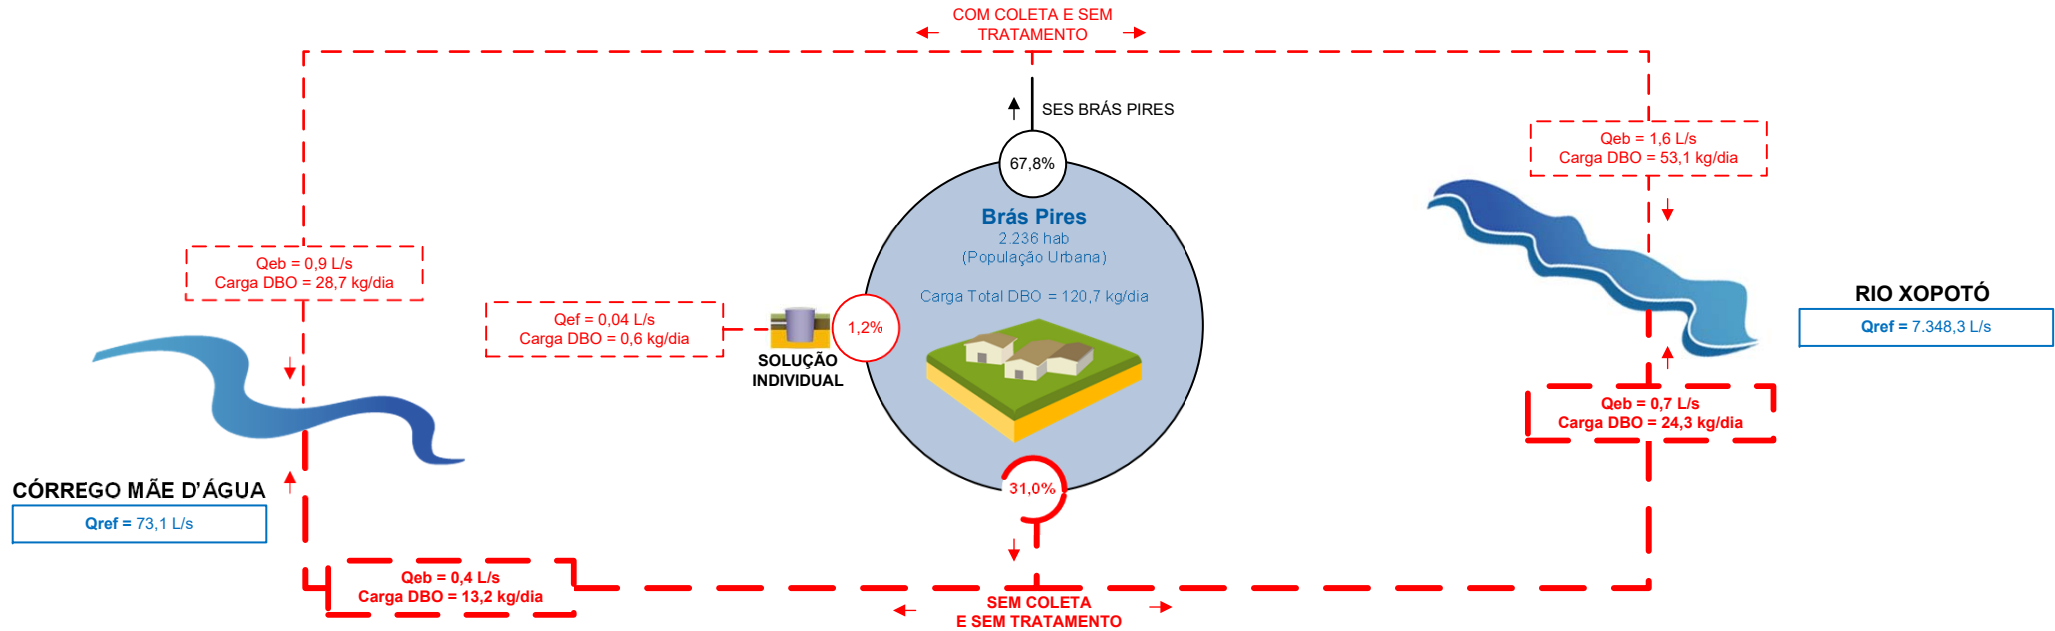 COM COLETA E SEM
TRATAMENTO
SES BRÁS PIRES
67,8%
Qeb = 1,6 L/s
Carga DBO = 53,1 kg/dia
Brás Pires
2.236 hab
(População Urbana)
Carga Total DBO = 120,7 kg/dia
Qeb = 0,9 L/s
Carga DBO = 28,7 kg/dia
Qef = 0,04 L/s
Carga DBO = 0,6 kg/dia
1,2%
SOLUÇÃO
INDIVIDUAL
RIO XOPOTÓ
Qref = 7.348,3 L/s
Qeb = 0,7 L/s
Carga DBO = 24,3 kg/dia
31,0%
CÓRREGO MÃE D'ÁGUA
Qref = 73,1 L/s
Qeb = 0,4 L/s
Carga DBO = 13,2 kg/dia
SEM COLETA
E SEM TRATAMENTO